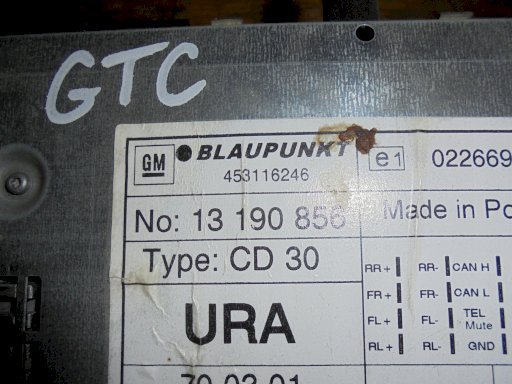 GTC
GM BLAUPUNKT e1 022669
453116246
No: 13 190 856 Made in Po
Type: CD 30
RR+ RR- CAN H
FR+ FR- CAN L
URA
FL+ FL- TEL Mute
RL+ RL- GND